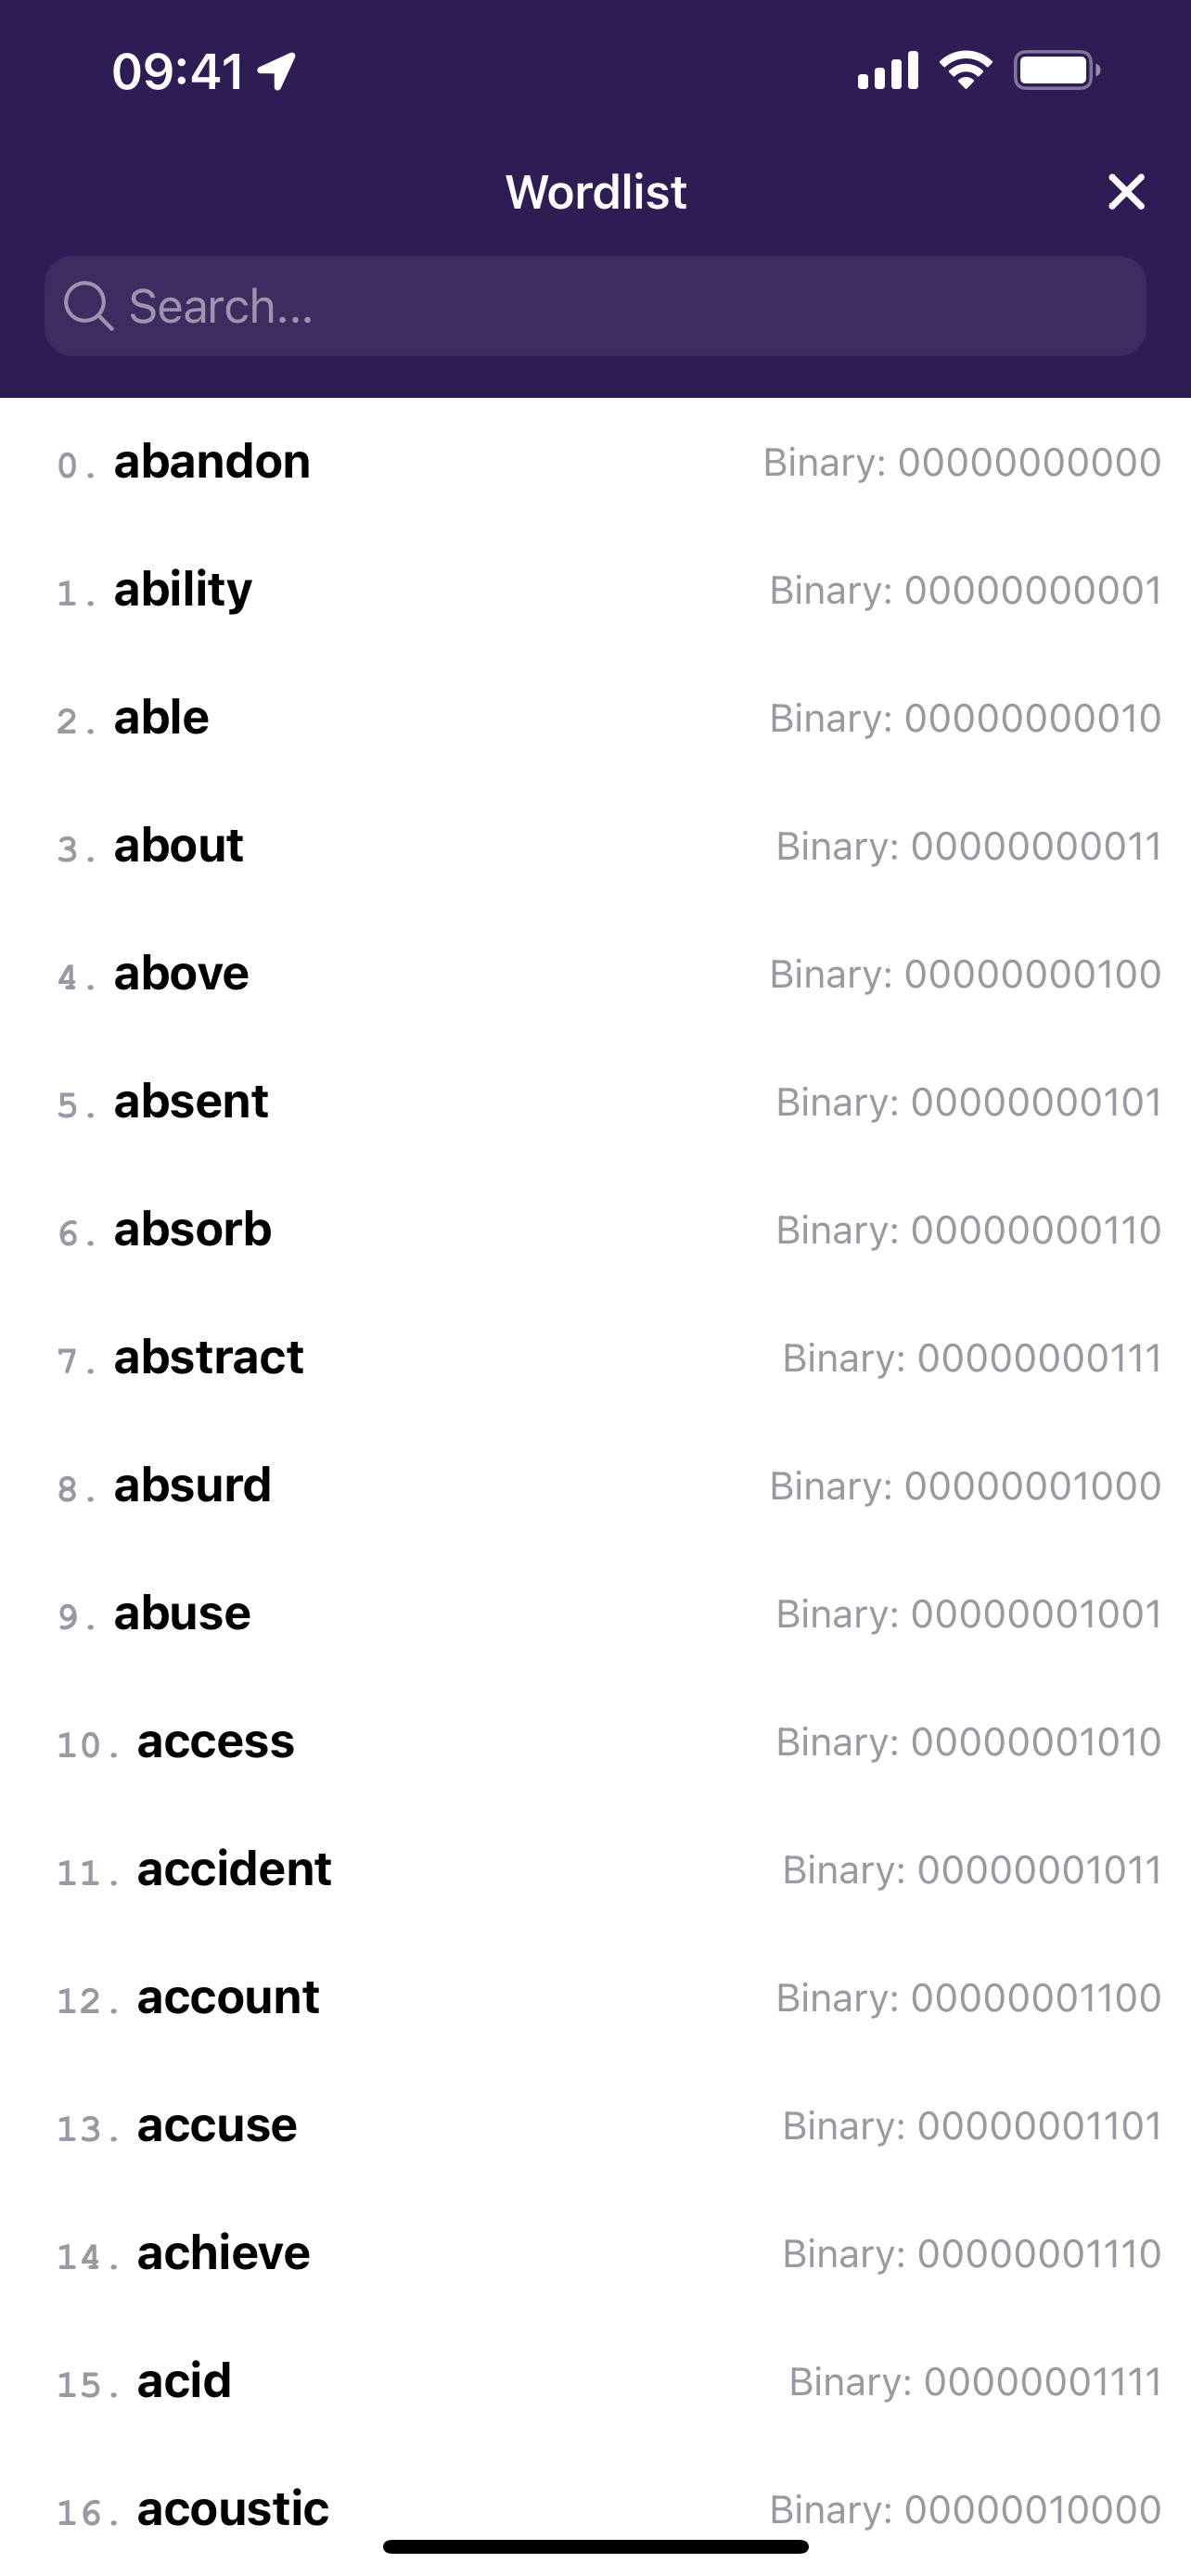 09:41
Wordlist
Search...
0. abandon Binary: 00000000000
1. ability Binary: 00000000001
2. able Binary: 00000000010
3. about Binary: 00000000011
4. above Binary: 00000000100
5. absent Binary: 00000000101
6. absorb Binary: 00000000110
7. abstract Binary: 00000000111
8. absurd Binary: 00000001000
9. abuse Binary: 00000001001
10. access Binary: 00000001010
11. accident Binary: 00000001011
12. account Binary: 00000001100
13. accuse Binary: 00000001101
14. achieve Binary: 00000001110
15. acid Binary: 00000001111
16. acoustic Binary: 00000010000